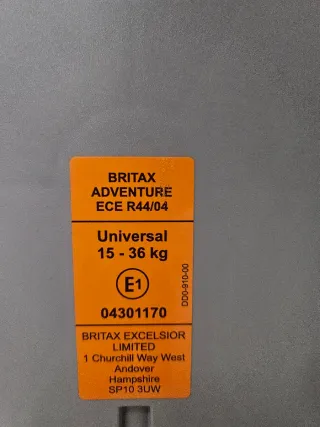 BRITAX
ADVENTURE
ECE R44/04
Universal
15 - 36 kg
E1
04301170
DD0-910-00
BRITAX EXCELSIOR
LIMITED
1 Churchill Way West
Andover
Hampshire
SP10 3UW